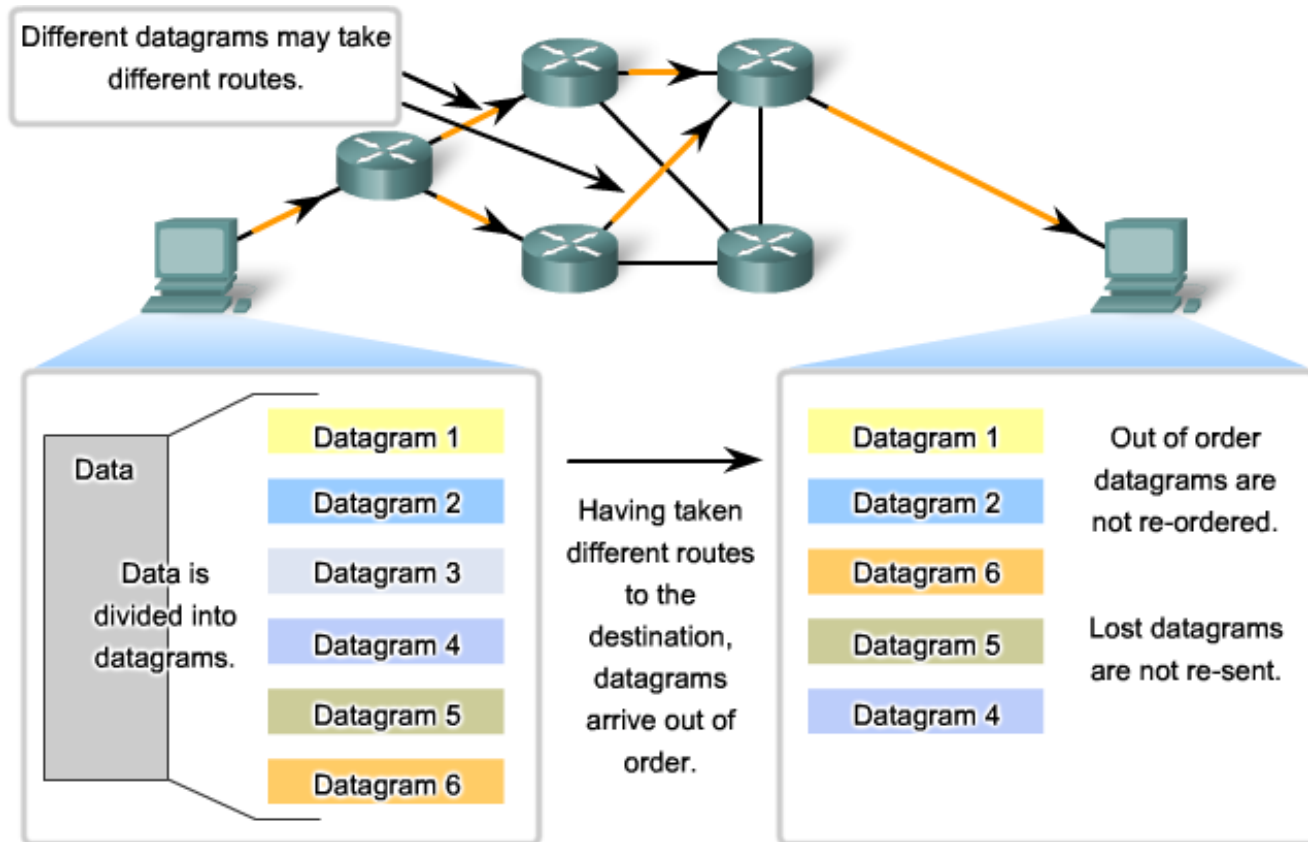 Different datagrams may take
different routes.
Data
Data is
divided into
datagrams.
Datagram 1
Datagram 2
Datagram 3
Datagram 4
Datagram 5
Datagram 6
Having taken
different routes
to the
destination,
datagrams
arrive out of
order.
Datagram 1
Datagram 2
Datagram 6
Datagram 5
Datagram 4
Out of order
datagrams are
not re-ordered.
Lost datagrams
are not re-sent.